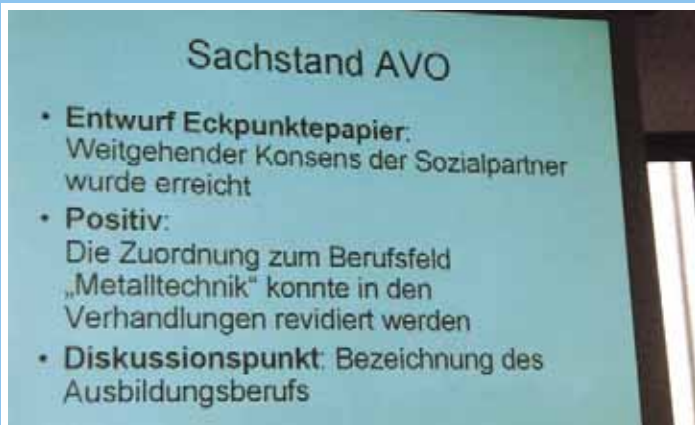 Sachstand AVO
• Entwurf Eckpunktepapier:
Weitgehender Konsens der Sozialpartner
wurde erreicht
• Positiv:
Die Zuordnung zum Berufsfeld
„Metalltechnik“ konnte in den
Verhandlungen revidiert werden
• Diskussionspunkt: Bezeichnung des
Ausbildungsberufs